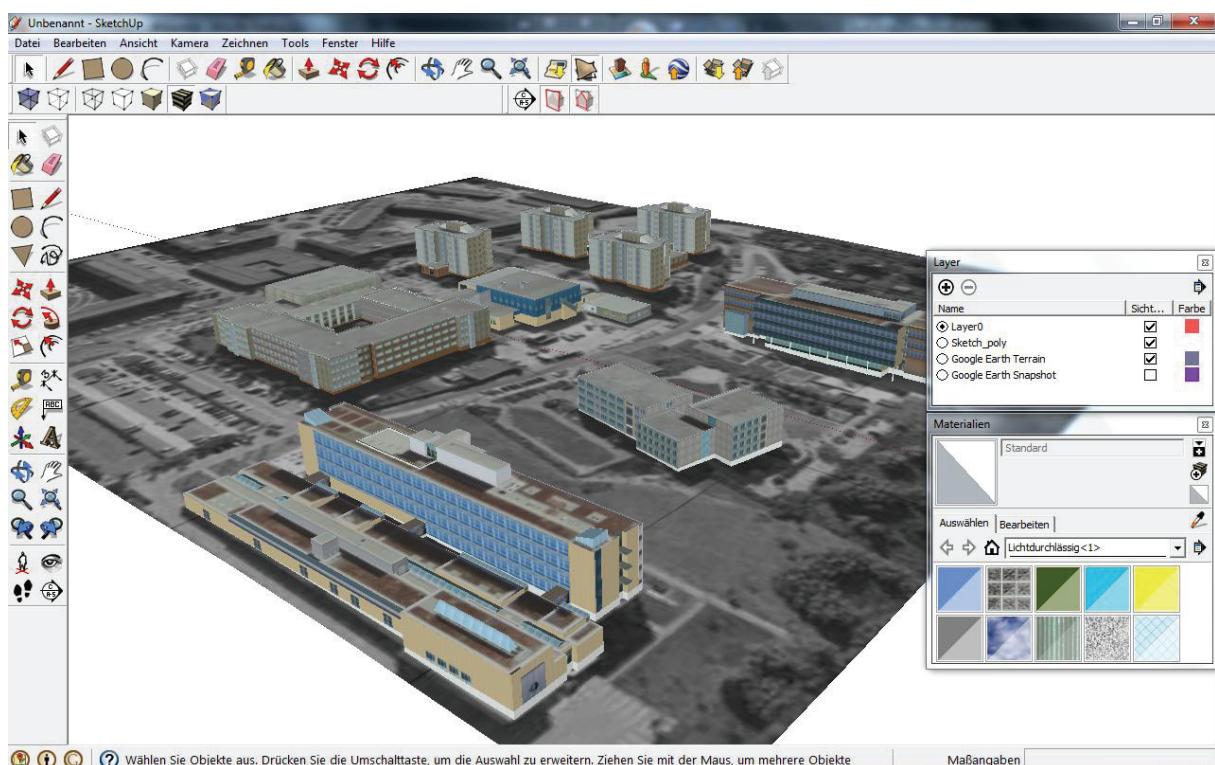 Unbenannt - SketchUp
Datei Bearbeiten Ansicht Kamera Zeichnen Tools Fenster Hilfe
Layer
Name Sicht... Farbe
Layer0
Sketch_poly
Google Earth Terrain
Google Earth Snapshot
Materialien
Standard
Auswählen Bearbeiten
Lichtdurchlässig<1>
ABC
Wählen Sie Objekte aus. Drücken Sie die Umschalttaste, um die Auswahl zu erweitern. Ziehen Sie mit der Maus, um mehrere Objekte
Maßangaben